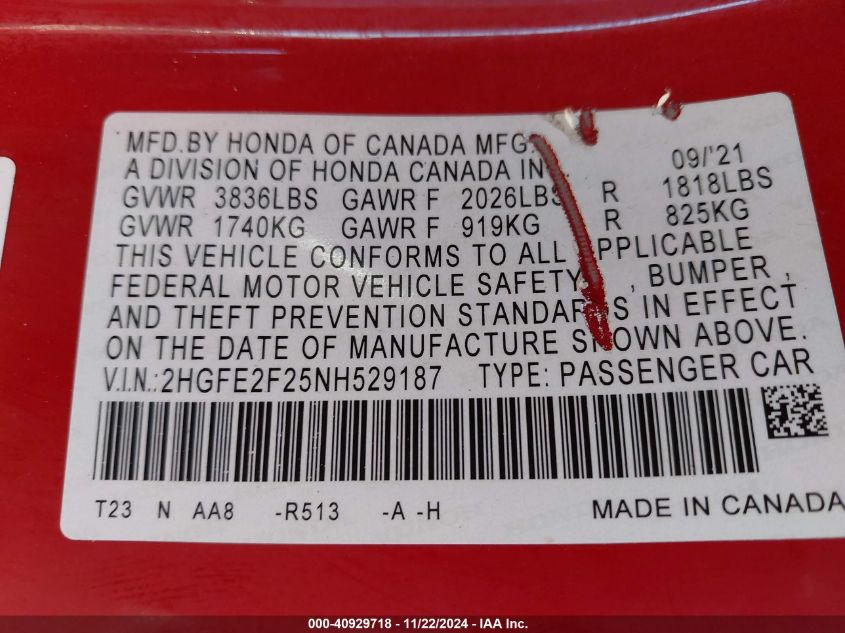 MFD.BY HONDA OF CANADA MFG. 09/'21
A DIVISION OF HONDA CANADA INC.
GVWR 3836LBS GAWR F 2026LBS R 1818LBS
GVWR 1740KG GAWR F 919KG R 825KG
THIS VEHICLE CONFORMS TO ALL APPLICABLE
FEDERAL MOTOR VEHICLE SAFETY , BUMPER ,
AND THEFT PREVENTION STANDARDS IN EFFECT
ON THE DATE OF MANUFACTURE SHOWN ABOVE.
V.I.N.:2HGFE2F25NH529187 TYPE: PASSENGER CAR
T23 N AA8 -R513 -A -H MADE IN CANADA
000-40929718 - 11/22/2024 - IAA Inc.